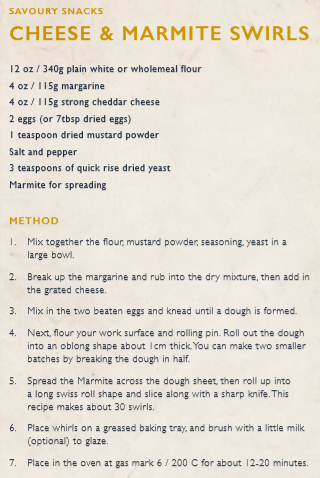 SAVOURY SNACKS
CHEESE & MARMITE SWIRLS
12 oz / 340g plain white or wholemeal flour
4 oz / 115g margarine
4 oz / 115g strong cheddar cheese
2 eggs (or 7tbsp dried eggs)
1 teaspoon dried mustard powder
Salt and pepper
3 teaspoons of quick rise dried yeast
Marmite for spreading
METHOD
1. Mix together the flour, mustard powder, seasoning, yeast in a
large bowl.
2. Break up the margarine and rub into the dry mixture, then add in
the grated cheese.
3. Mix in the two beaten eggs and knead until a dough is formed.
4. Next, flour your work surface and rolling pin. Roll out the dough
into an oblong shape about 1cm thick. You can make two smaller
batches by breaking the dough in half.
5. Spread the Marmite across the dough sheet, then roll up into
a long swiss roll shape and slice along with a sharp knife. This
recipe makes about 30 swirls.
6. Place whirls on a greased baking tray, and brush with a little milk
(optional) to glaze.
7. Place in the oven at gas mark 6 / 200 C for about 12-20 minutes.